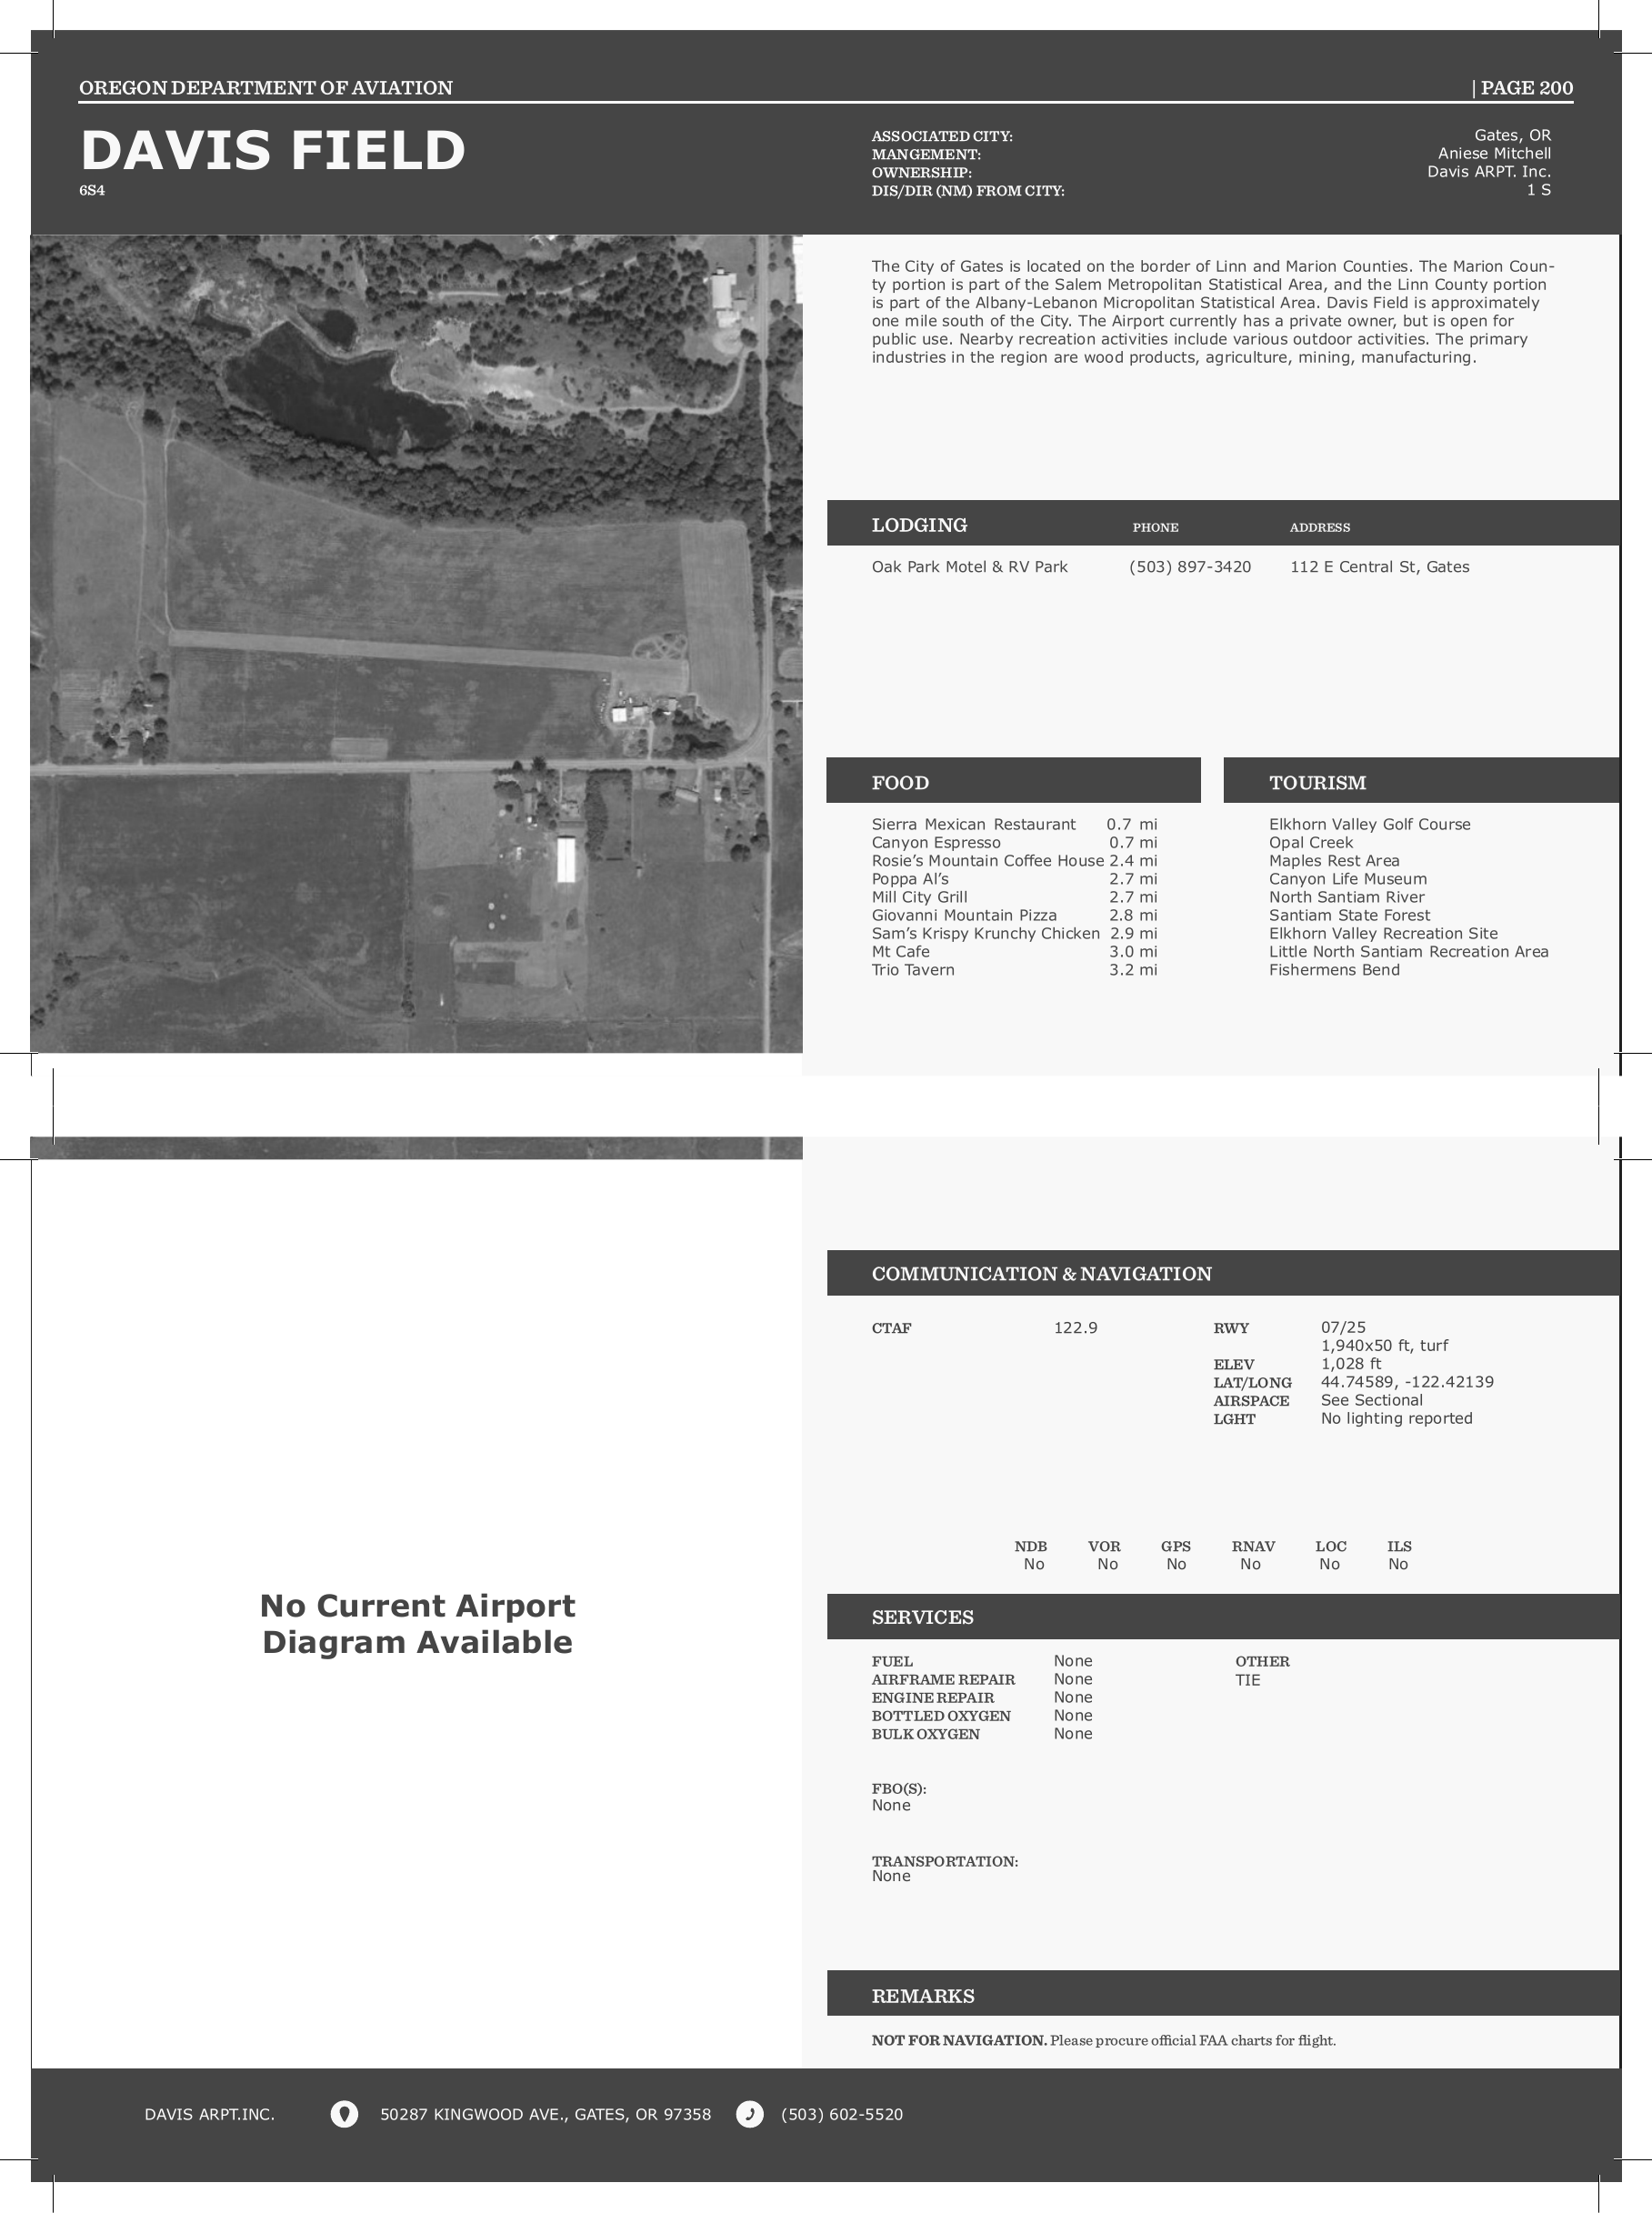 OREGON DEPARTMENT OF AVIATION
| PAGE 200
DAVIS FIELD
6S4
ASSOCIATED CITY: Gates, OR
MANGEMENT: Aniese Mitchell
OWNERSHIP: Davis ARPT. Inc.
DIS/DIR (NM) FROM CITY: 1 S
The City of Gates is located on the border of Linn and Marion Counties. The Marion Coun-
ty portion is part of the Salem Metropolitan Statistical Area, and the Linn County portion
is part of the Albany-Lebanon Micropolitan Statistical Area. Davis Field is approximately
one mile south of the City. The Airport currently has a private owner, but is open for
public use. Nearby recreation activities include various outdoor activities. The primary
industries in the region are wood products, agriculture, mining, manufacturing.
LODGING PHONE ADDRESS
Oak Park Motel & RV Park (503) 897-3420 112 E Central St, Gates
FOOD
Sierra Mexican Restaurant 0.7 mi
Canyon Espresso 0.7 mi
Rosie's Mountain Coffee House 2.4 mi
Poppa Al's 2.7 mi
Mill City Grill 2.7 mi
Giovanni Mountain Pizza 2.8 mi
Sam's Krispy Krunchy Chicken 2.9 mi
Mt Cafe 3.0 mi
Trio Tavern 3.2 mi
TOURISM
Elkhorn Valley Golf Course
Opal Creek
Maples Rest Area
Canyon Life Museum
North Santiam River
Santiam State Forest
Elkhorn Valley Recreation Site
Little North Santiam Recreation Area
Fishermens Bend
No Current Airport
Diagram Available
COMMUNICATION & NAVIGATION
CTAF 122.9
RWY 07/25
1,940x50 ft, turf
ELEV 1,028 ft
LAT/LONG 44.74589, -122.42139
AIRSPACE See Sectional
LGHT No lighting reported
NDB VOR GPS RNAV LOC ILS
No No No No No No
SERVICES
FUEL None
AIRFRAME REPAIR None
ENGINE REPAIR None
BOTTLED OXYGEN None
BULK OXYGEN None
OTHER
TIE
FBO(S):
None
TRANSPORTATION:
None
REMARKS
NOT FOR NAVIGATION. Please procure official FAA charts for flight.
DAVIS ARPT.INC. 50287 KINGWOOD AVE., GATES, OR 97358 (503) 602-5520